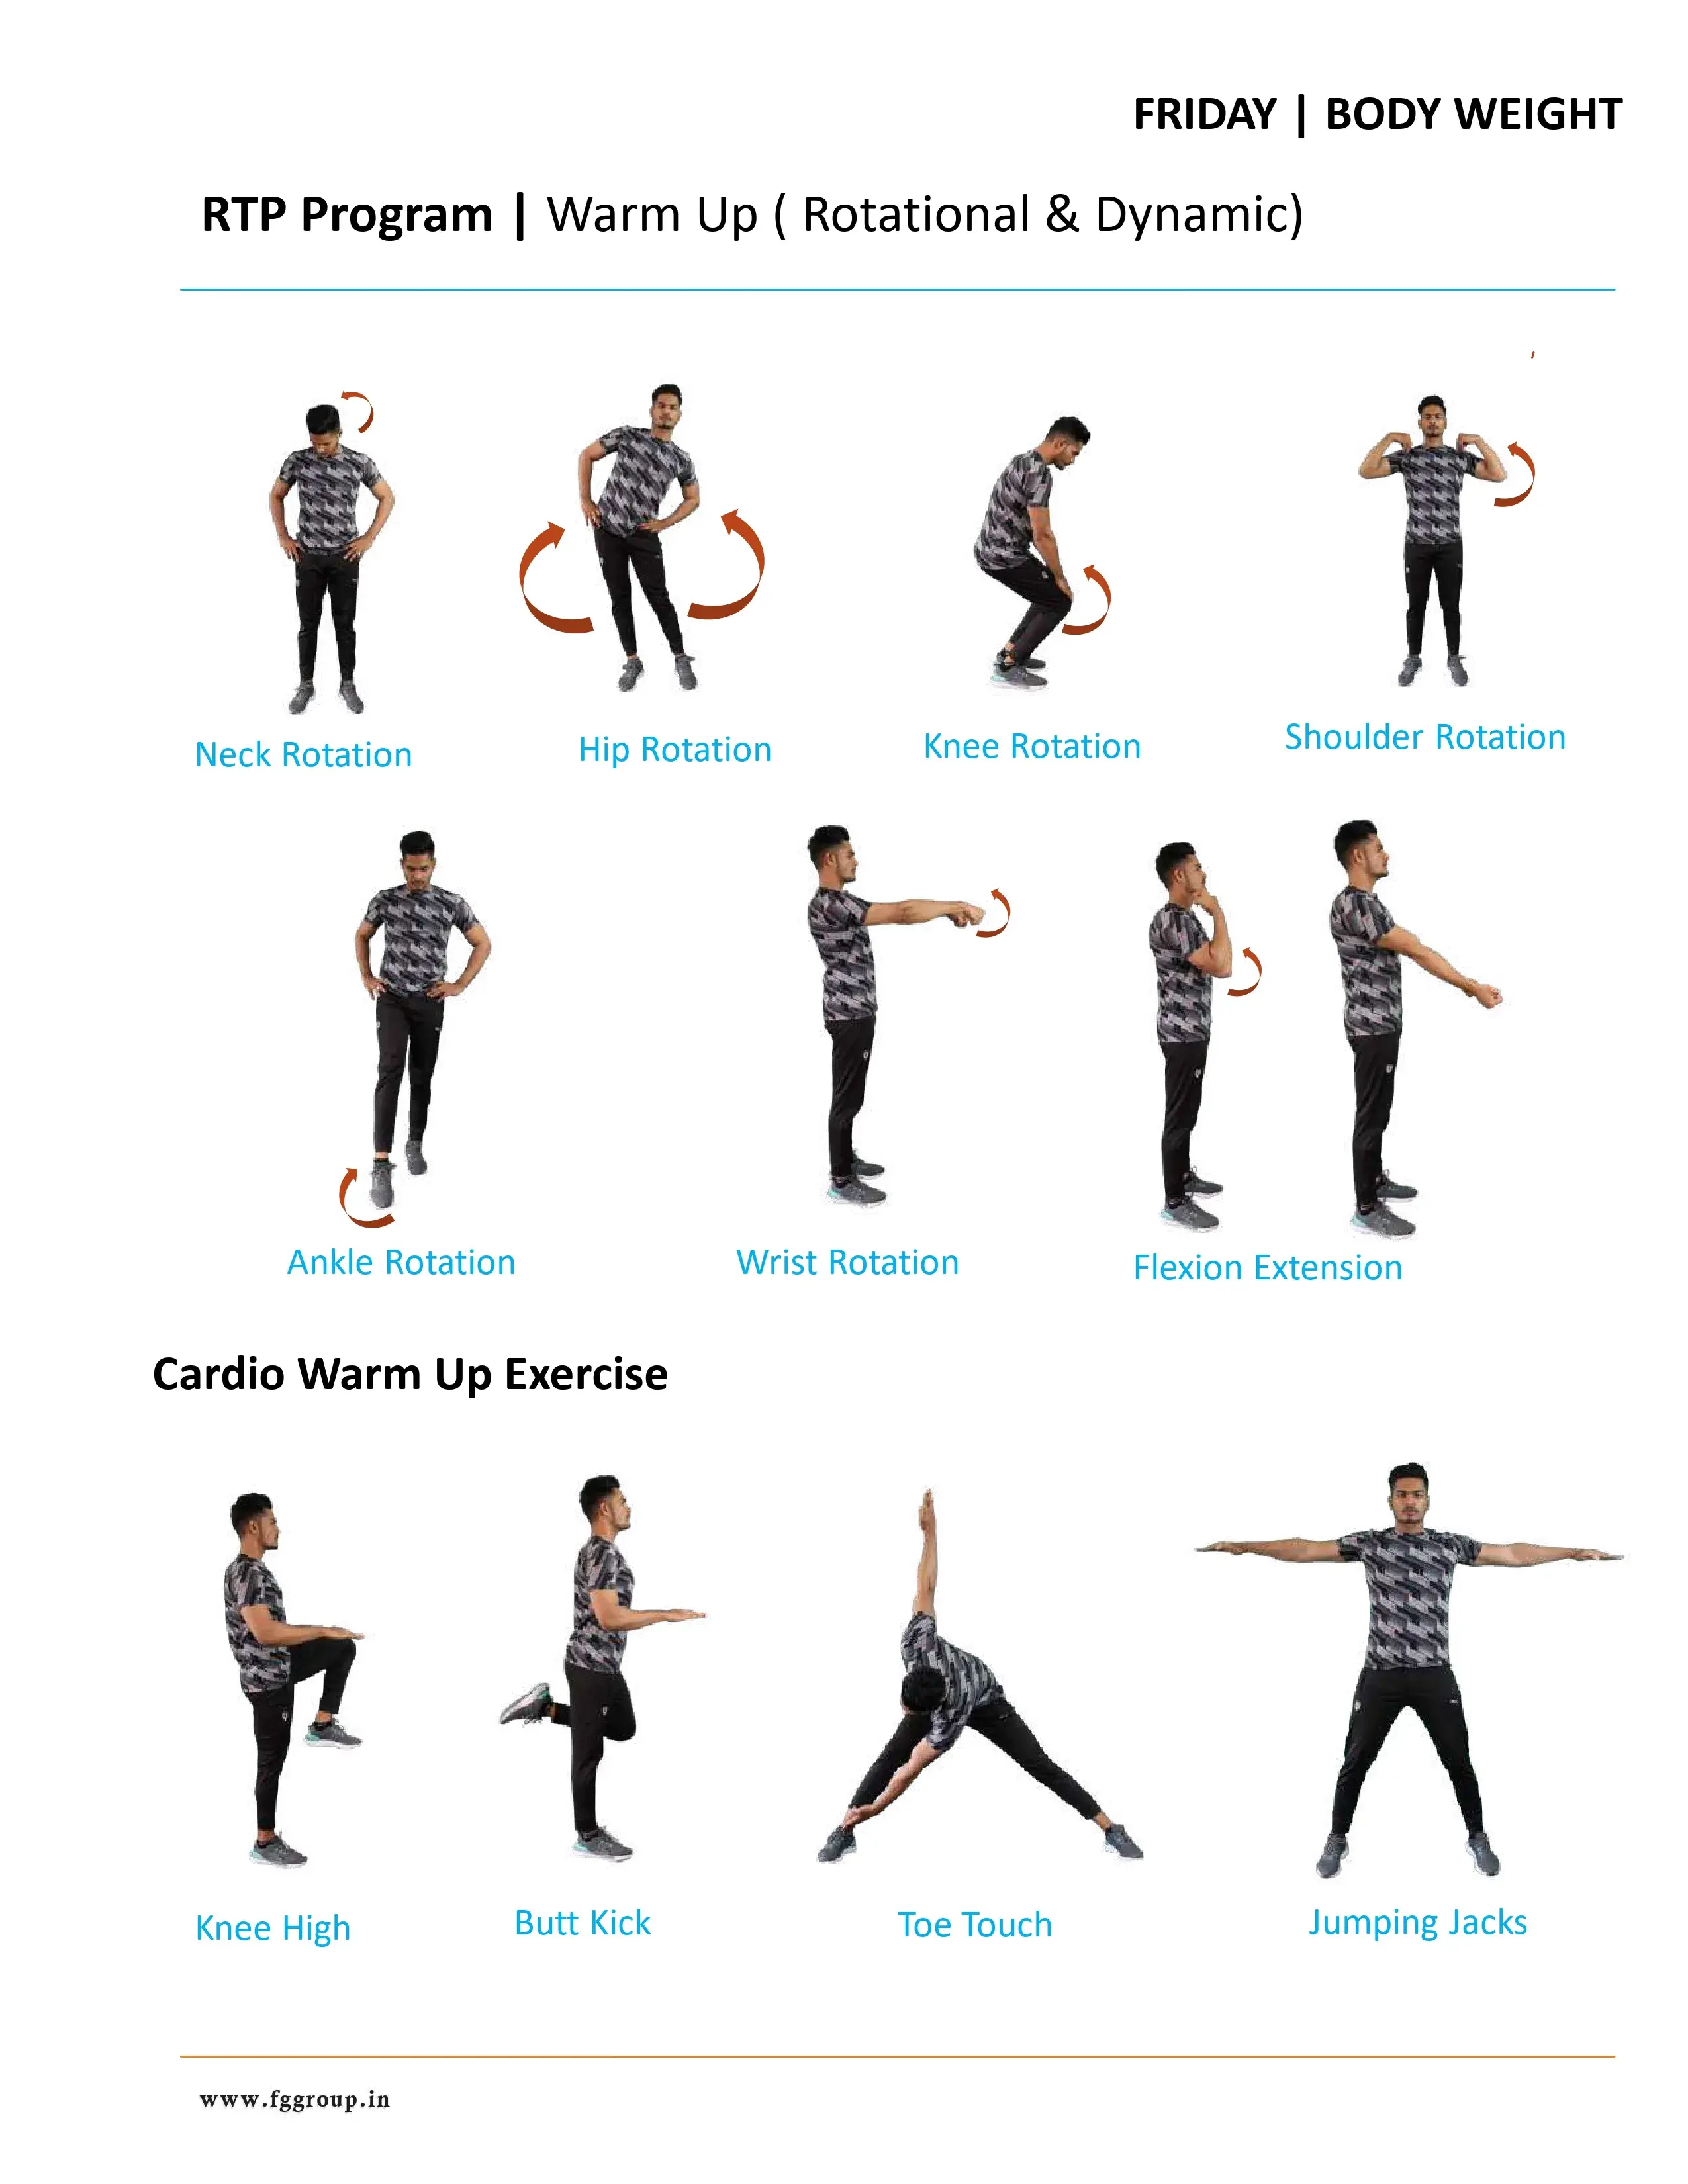 FRIDAY | BODY WEIGHT
RTP Program | Warm Up ( Rotational & Dynamic)
Neck Rotation
Hip Rotation
Knee Rotation
Shoulder Rotation
Ankle Rotation
Wrist Rotation
Flexion Extension
Cardio Warm Up Exercise
Knee High
Butt Kick
Toe Touch
Jumping Jacks
www.fggroup.in